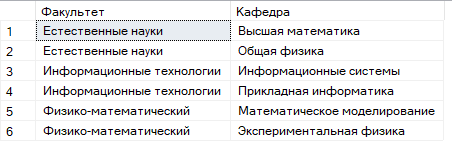 Факультет Кафедра
1 Естественные науки Высшая математика
2 Естественные науки Общая физика
3 Информационные технологии Информационные системы
4 Информационные технологии Прикладная информатика
5 Физико-математический Математическое моделирование
6 Физико-математический Экспериментальная физика